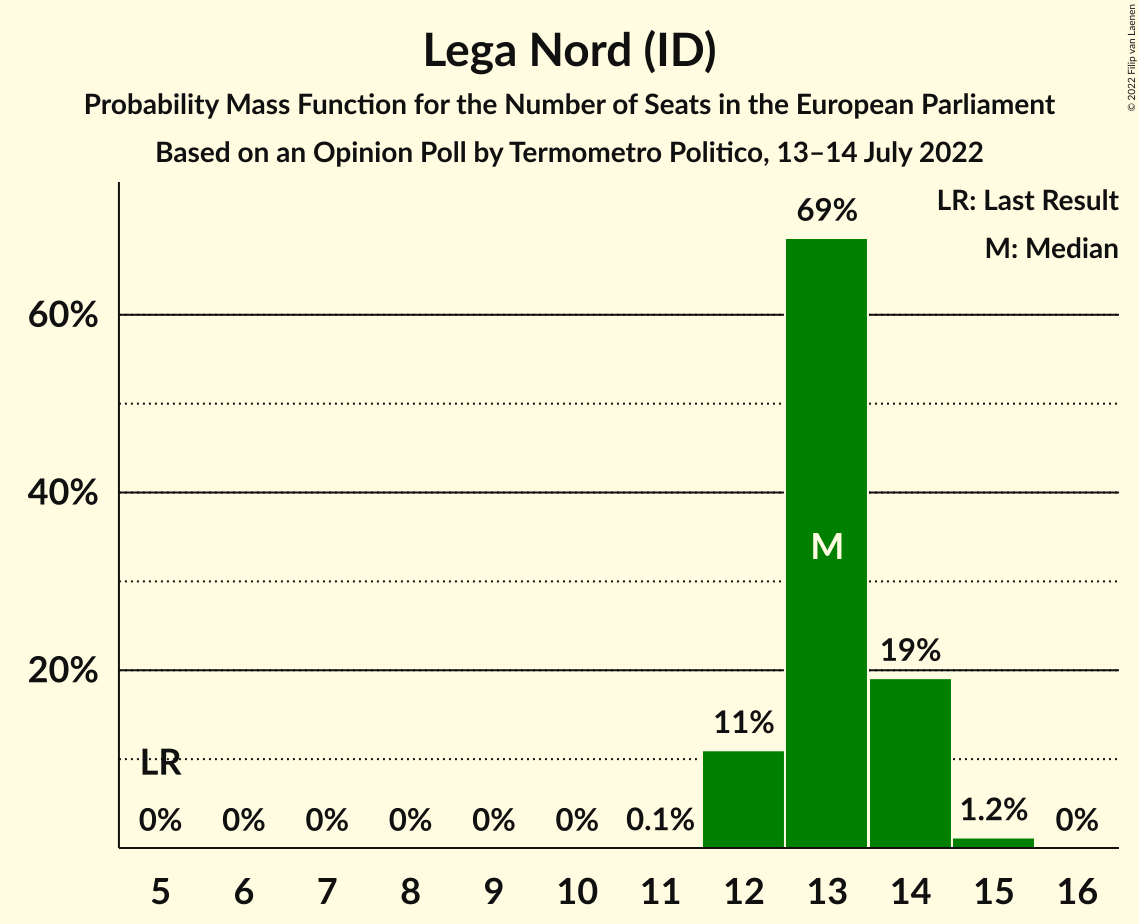 Lega Nord (ID)
Probability Mass Function for the Number of Seats in the European Parliament
Based on an Opinion Poll by Termometro Politico, 13–14 July 2022
© 2022 Filip van Laenen
LR: Last Result
M: Median
69%
60%
40%
M
20%
19%
11%
LR
0% 0% 0% 0% 0% 0% 0.1% 1.2% 0%
5 6 7 8 9 10 11 12 13 14 15 16